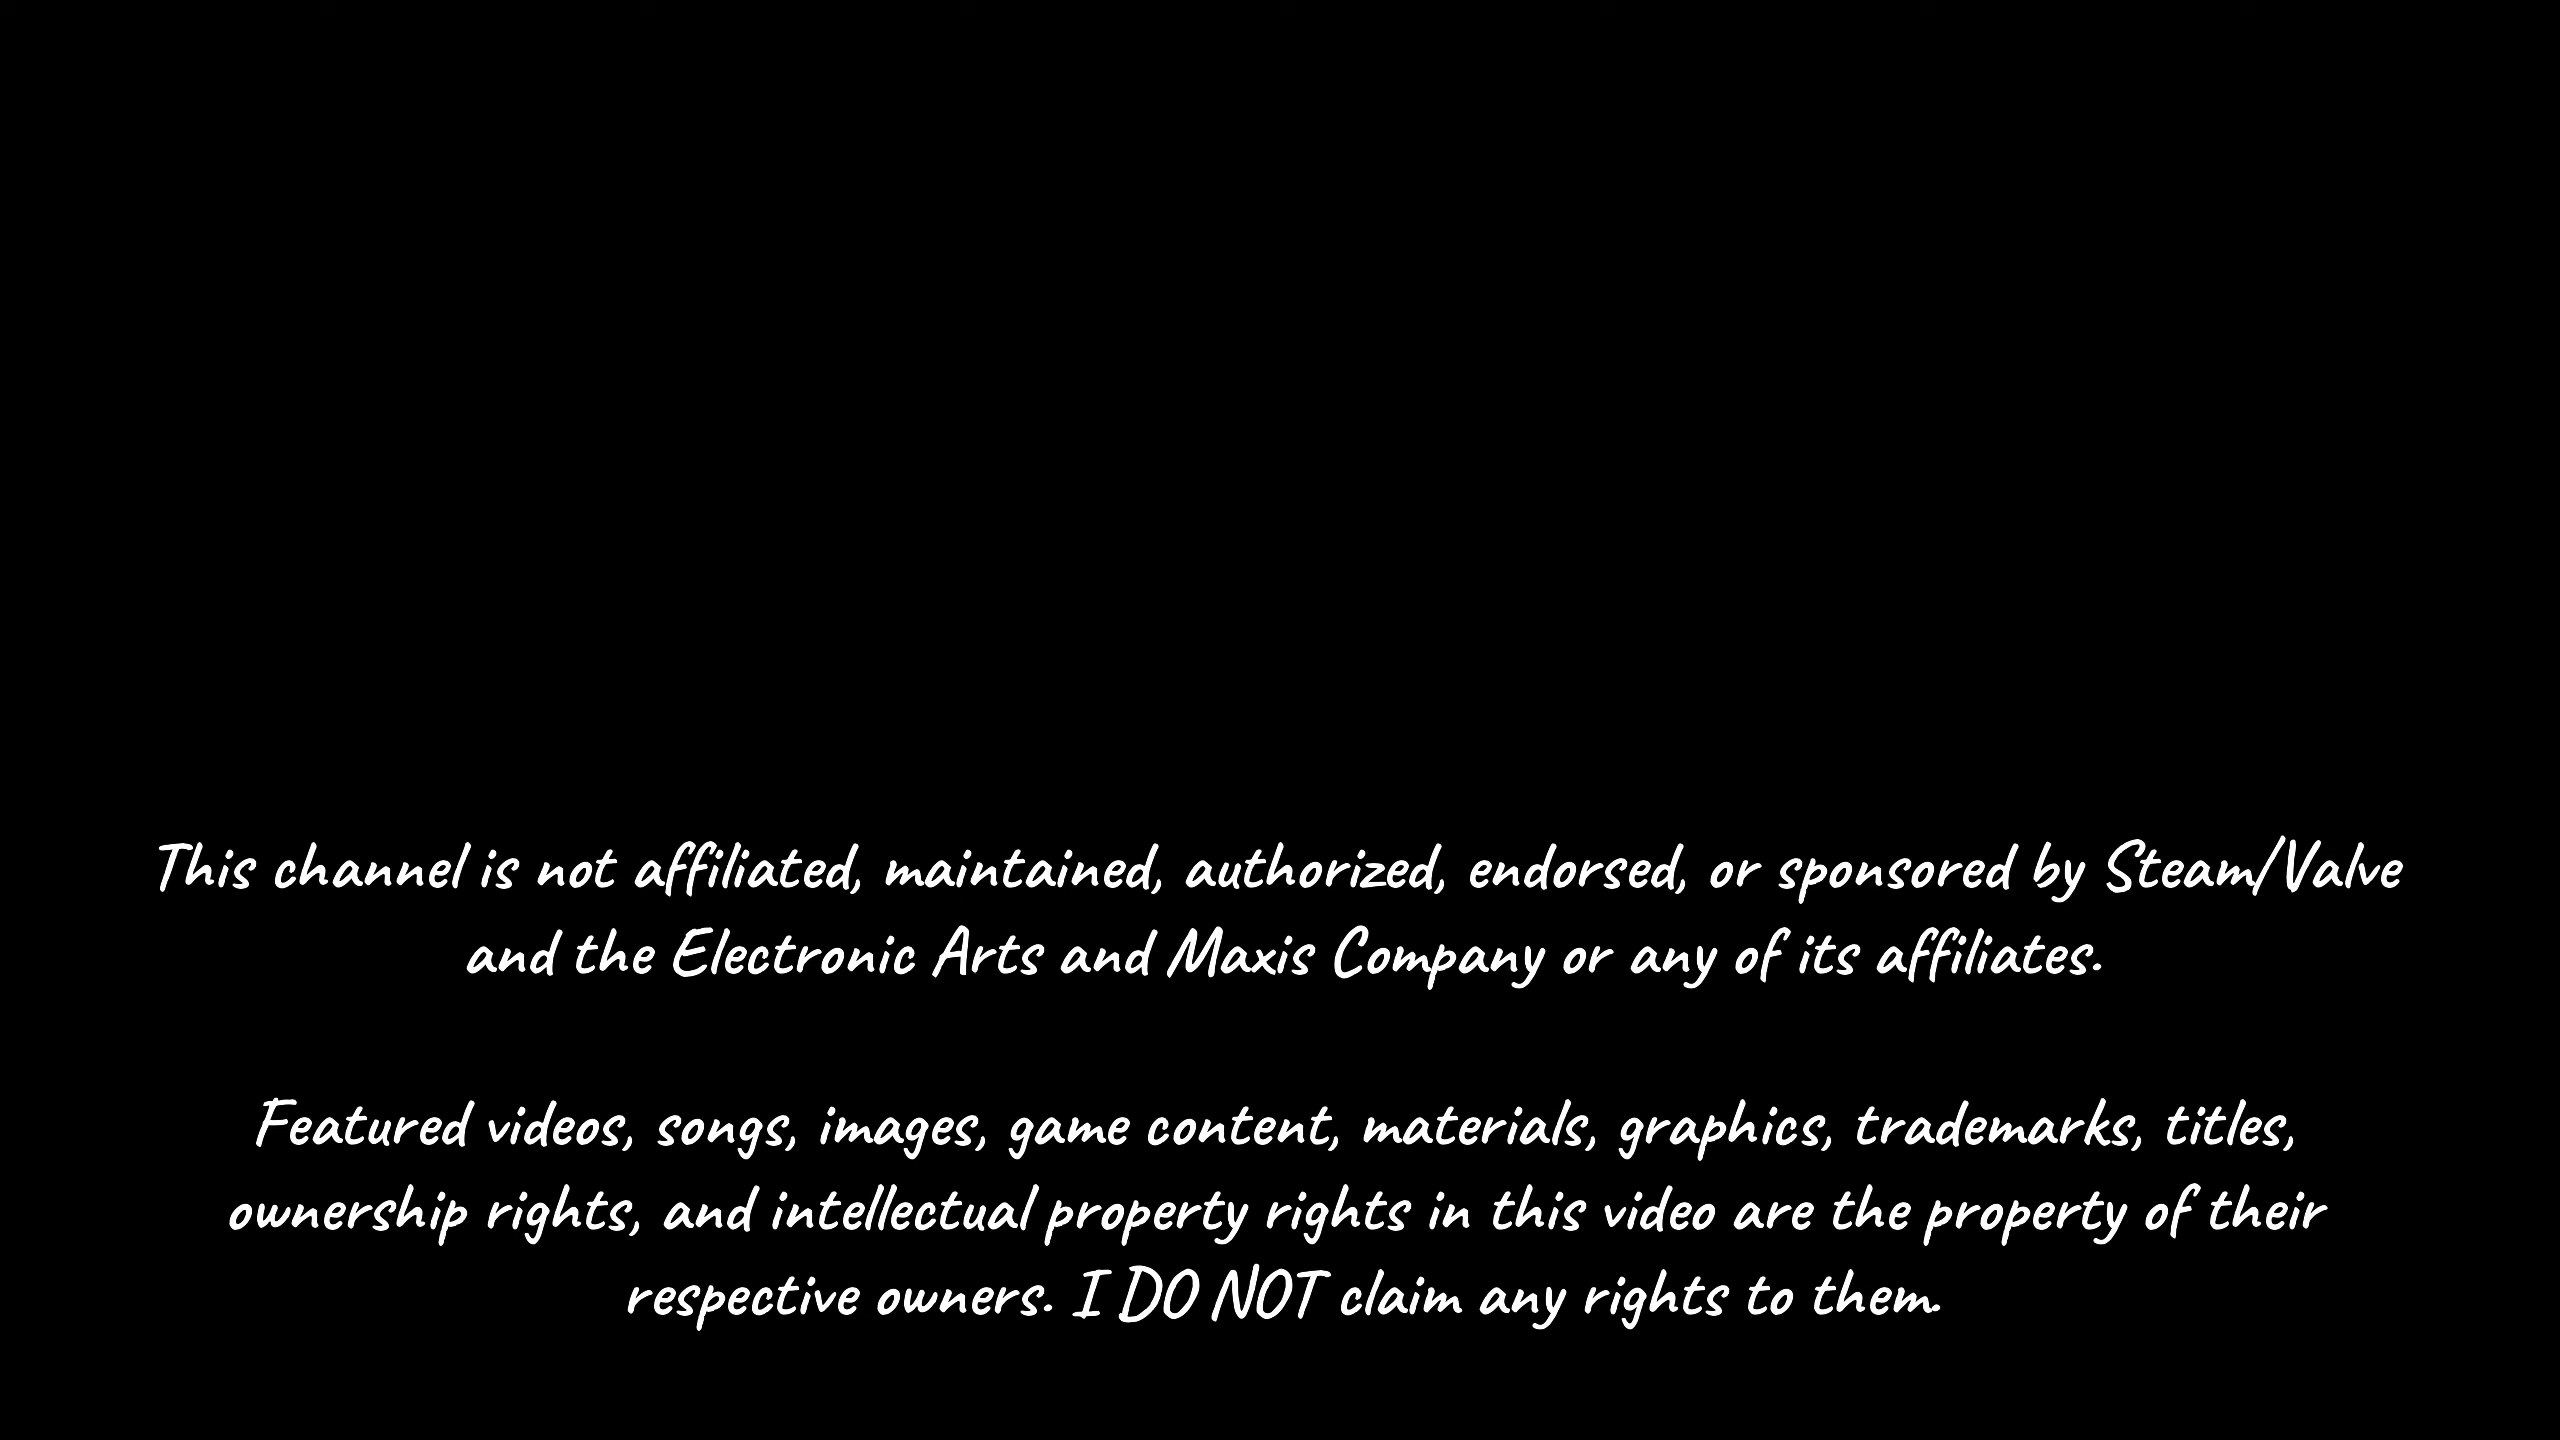 This channel is not affiliated, maintained, authorized, endorsed, or sponsored by Steam/Valve
and the Electronic Arts and Maxis Company or any of its affiliates.
Featured videos, songs, images, game content, materials, graphics, trademarks, titles,
ownership rights, and intellectual property rights in this video are the property of their
respective owners. I DO NOT claim any rights to them.